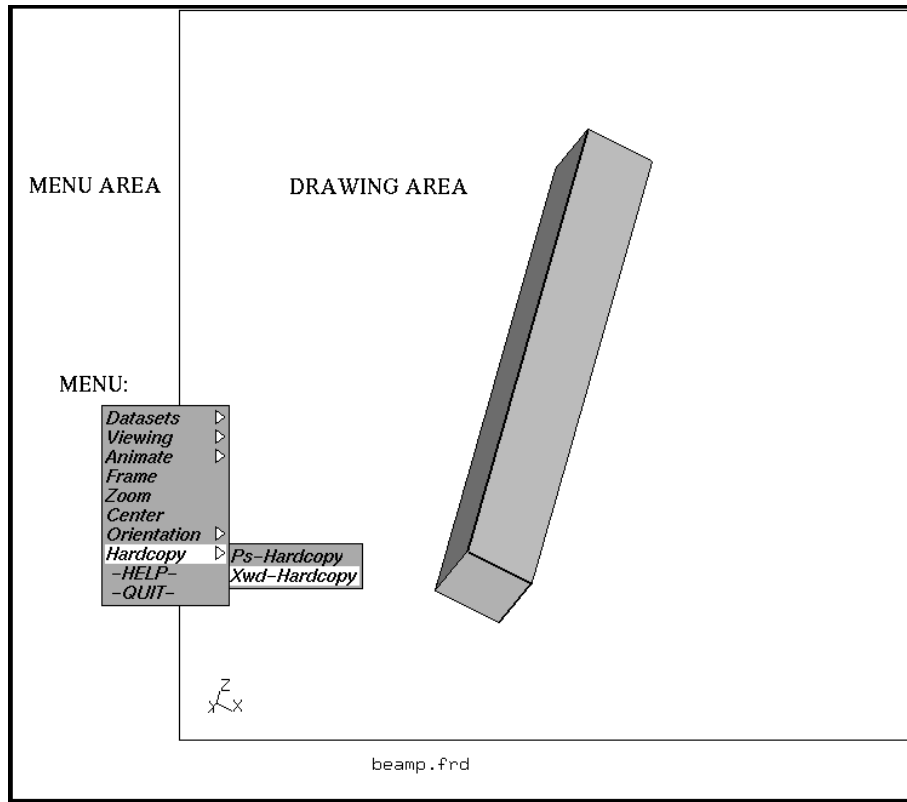 MENU AREA
DRAWING AREA
MENU:
Datasets
Viewing
Animate
Frame
Zoom
Center
Orientation
Hardcopy
Ps-Hardcopy
Xwd-Hardcopy
-HELP-
-QUIT-
Z
Y
X
beamp.frd